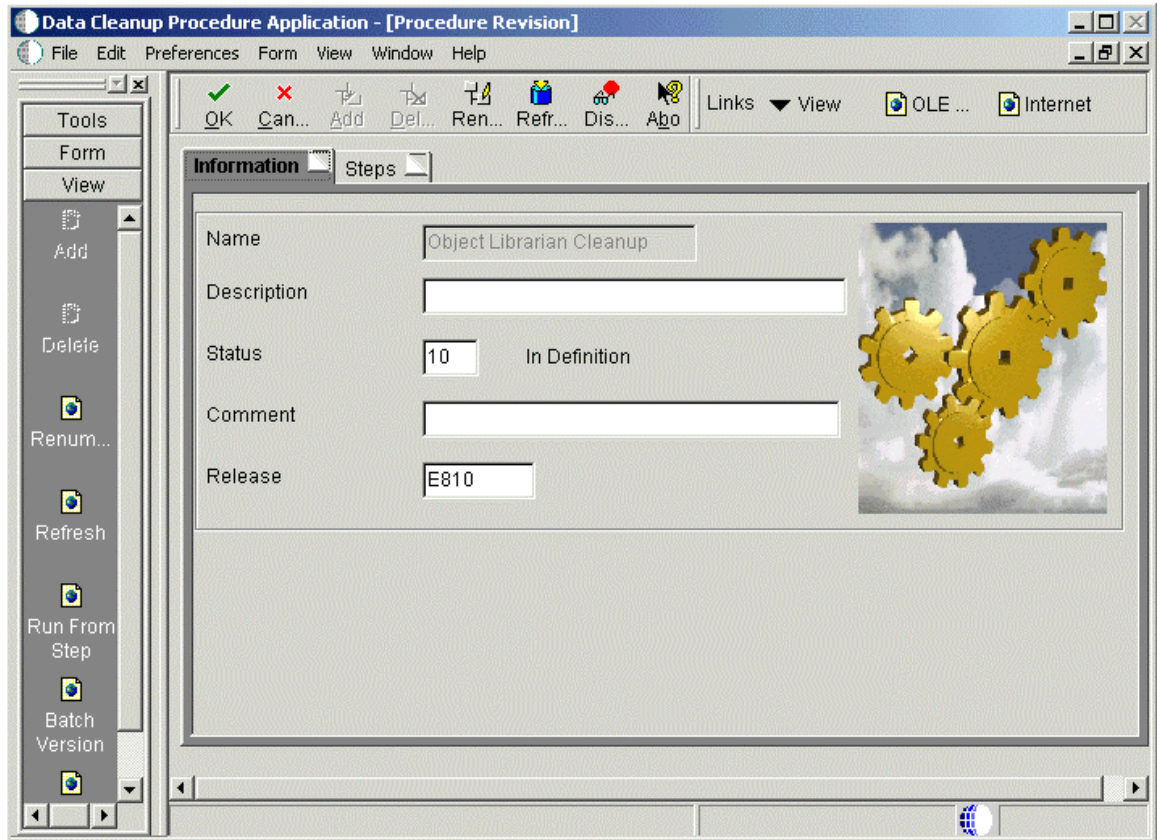 Data Cleanup Procedure Application - [Procedure Revision]
File Edit Preferences Form View Window Help
OK Can... Add Del... Ren... Refr... Dis... Abo Links View OLE ... Internet
Tools
Form
View
Add
Delete
Renum...
Refresh
Run From
Step
Batch
Version
Information Steps
Name Object Librarian Cleanup
Description
Status 10 In Definition
Comment
Release E810